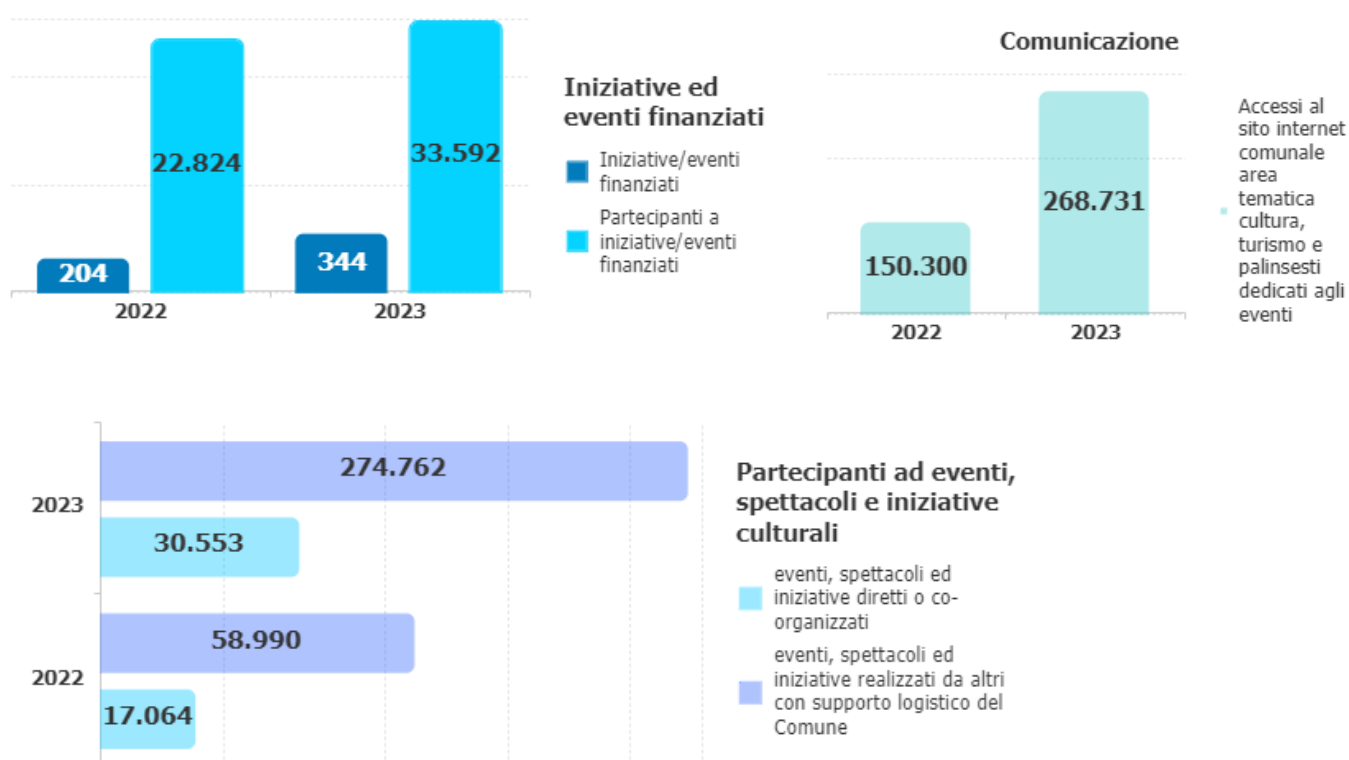 22.824
33.592
204
344
2022
2023
Iniziative ed
eventi finanziati
Iniziative/eventi
finanziati
Partecipanti a
iniziative/eventi
finanziati
Comunicazione
268.731
150.300
2022
2023
Accessi al
sito internet
comunale
area
tematica
cultura,
turismo e
palinsesti
dedicati agli
eventi
2023
274.762
30.553
2022
58.990
17.064
Partecipanti ad eventi,
spettacoli e iniziative
culturali
eventi, spettacoli ed
iniziative diretti o co-
organizzati
eventi, spettacoli ed
iniziative realizzati da altri
con supporto logistico del
Comune